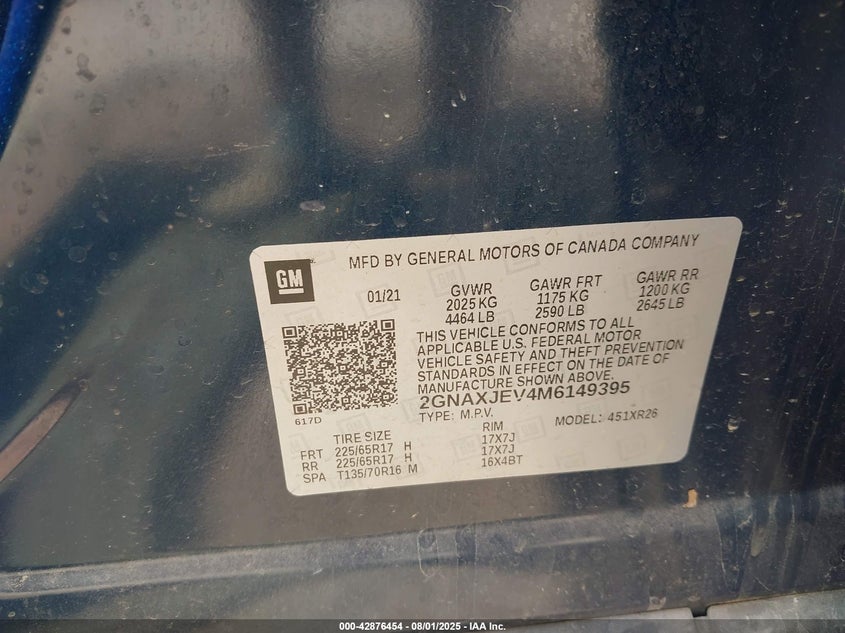 MFD BY GENERAL MOTORS OF CANADA COMPANY
GM
01/21
GVWR GAWR FRT GAWR RR
2025 KG 1175 KG 1200 KG
4464 LB 2590 LB 2645 LB
THIS VEHICLE CONFORMS TO ALL
APPLICABLE U.S. FEDERAL MOTOR
VEHICLE SAFETY AND THEFT PREVENTION
STANDARDS IN EFFECT ON THE DATE OF
MANUFACTURE SHOWN ABOVE.
2GNAXJEV4M6149395
617D
TYPE: M.P.V. MODEL: 451XR26
TIRE SIZE RIM
FRT 225/65R17 H 17X7J
RR 225/65R17 H 17X7J
SPA T135/70R16 M 16X4BT
000-42876454 - 08/01/2025 - IAA Inc.